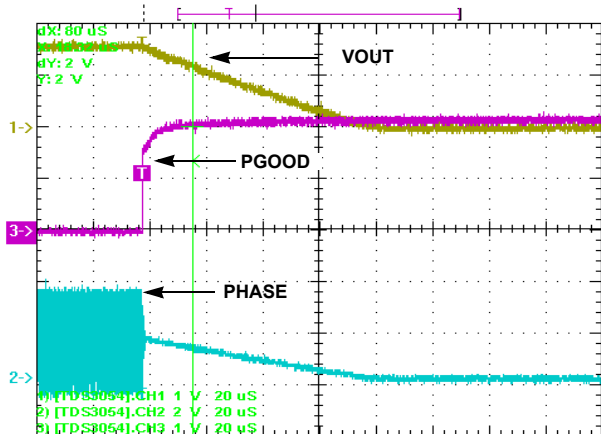 dX: 80 uS
dY: 2 V
Y: 2 V
T
VOUT
1->
PGOOD
T
3->
PHASE
2->
1) [TDS3054].CH1 1 V 20 uS
2) [TDS3054].CH2 2 V 20 uS
3) [TDS3054].CH3 1 V 20 uS